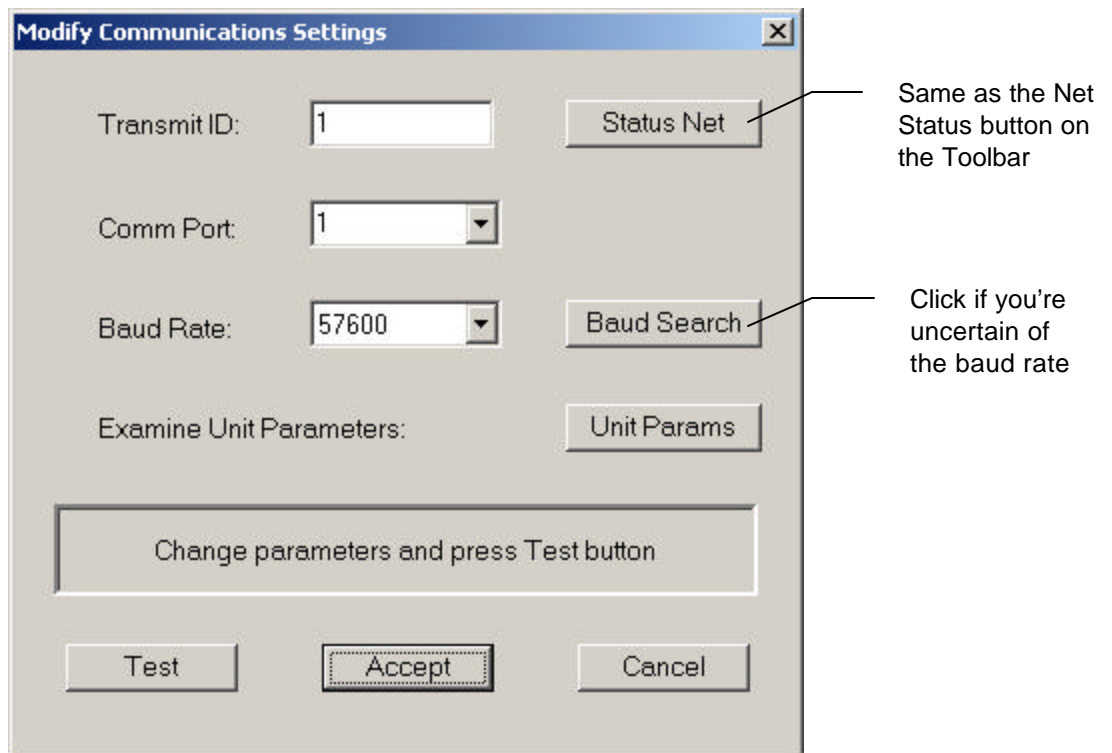 Modify Communications Settings
Transmit ID:
1
Status Net
Same as the Net
Status button on
the Toolbar
Comm Port:
1
Baud Rate:
57600
Baud Search
Click if you're
uncertain of
the baud rate
Examine Unit Parameters:
Unit Params
Change parameters and press Test button
Test
Accept
Cancel